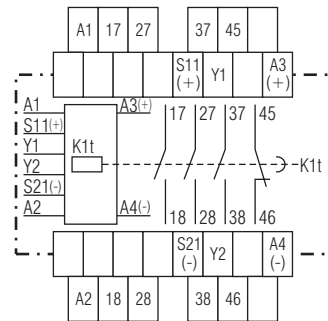 A1 17 27 37 45
S11 (+) Y1 A3 (+)
A1 A3(+) 17 27 37 45
S11(+)
Y1 K1t
Y2 K1t
S21(-)
A2 A4(-) 18 28 38 46
S21 (-) Y2 A4 (-)
A2 18 28 38 46